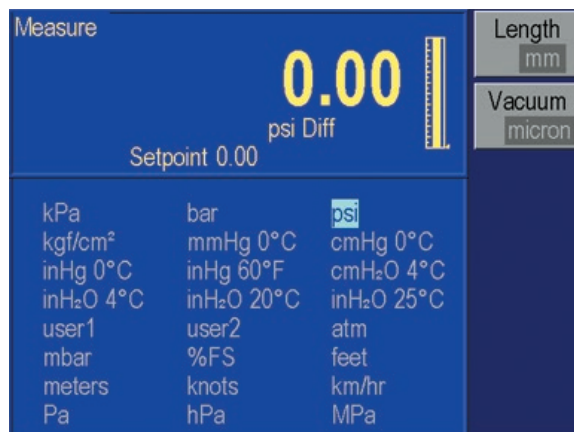 Measure
0.00
psi Diff
Setpoint 0.00
Length
mm
Vacuum
micron
kPa bar psi
kgf/cm² mmHg 0°C cmHg 0°C
inHg 0°C inHg 60°F cmH₂O 4°C
inH₂O 4°C inH₂O 20°C inH₂O 25°C
user1 user2 atm
mbar %FS feet
meters knots km/hr
Pa hPa MPa